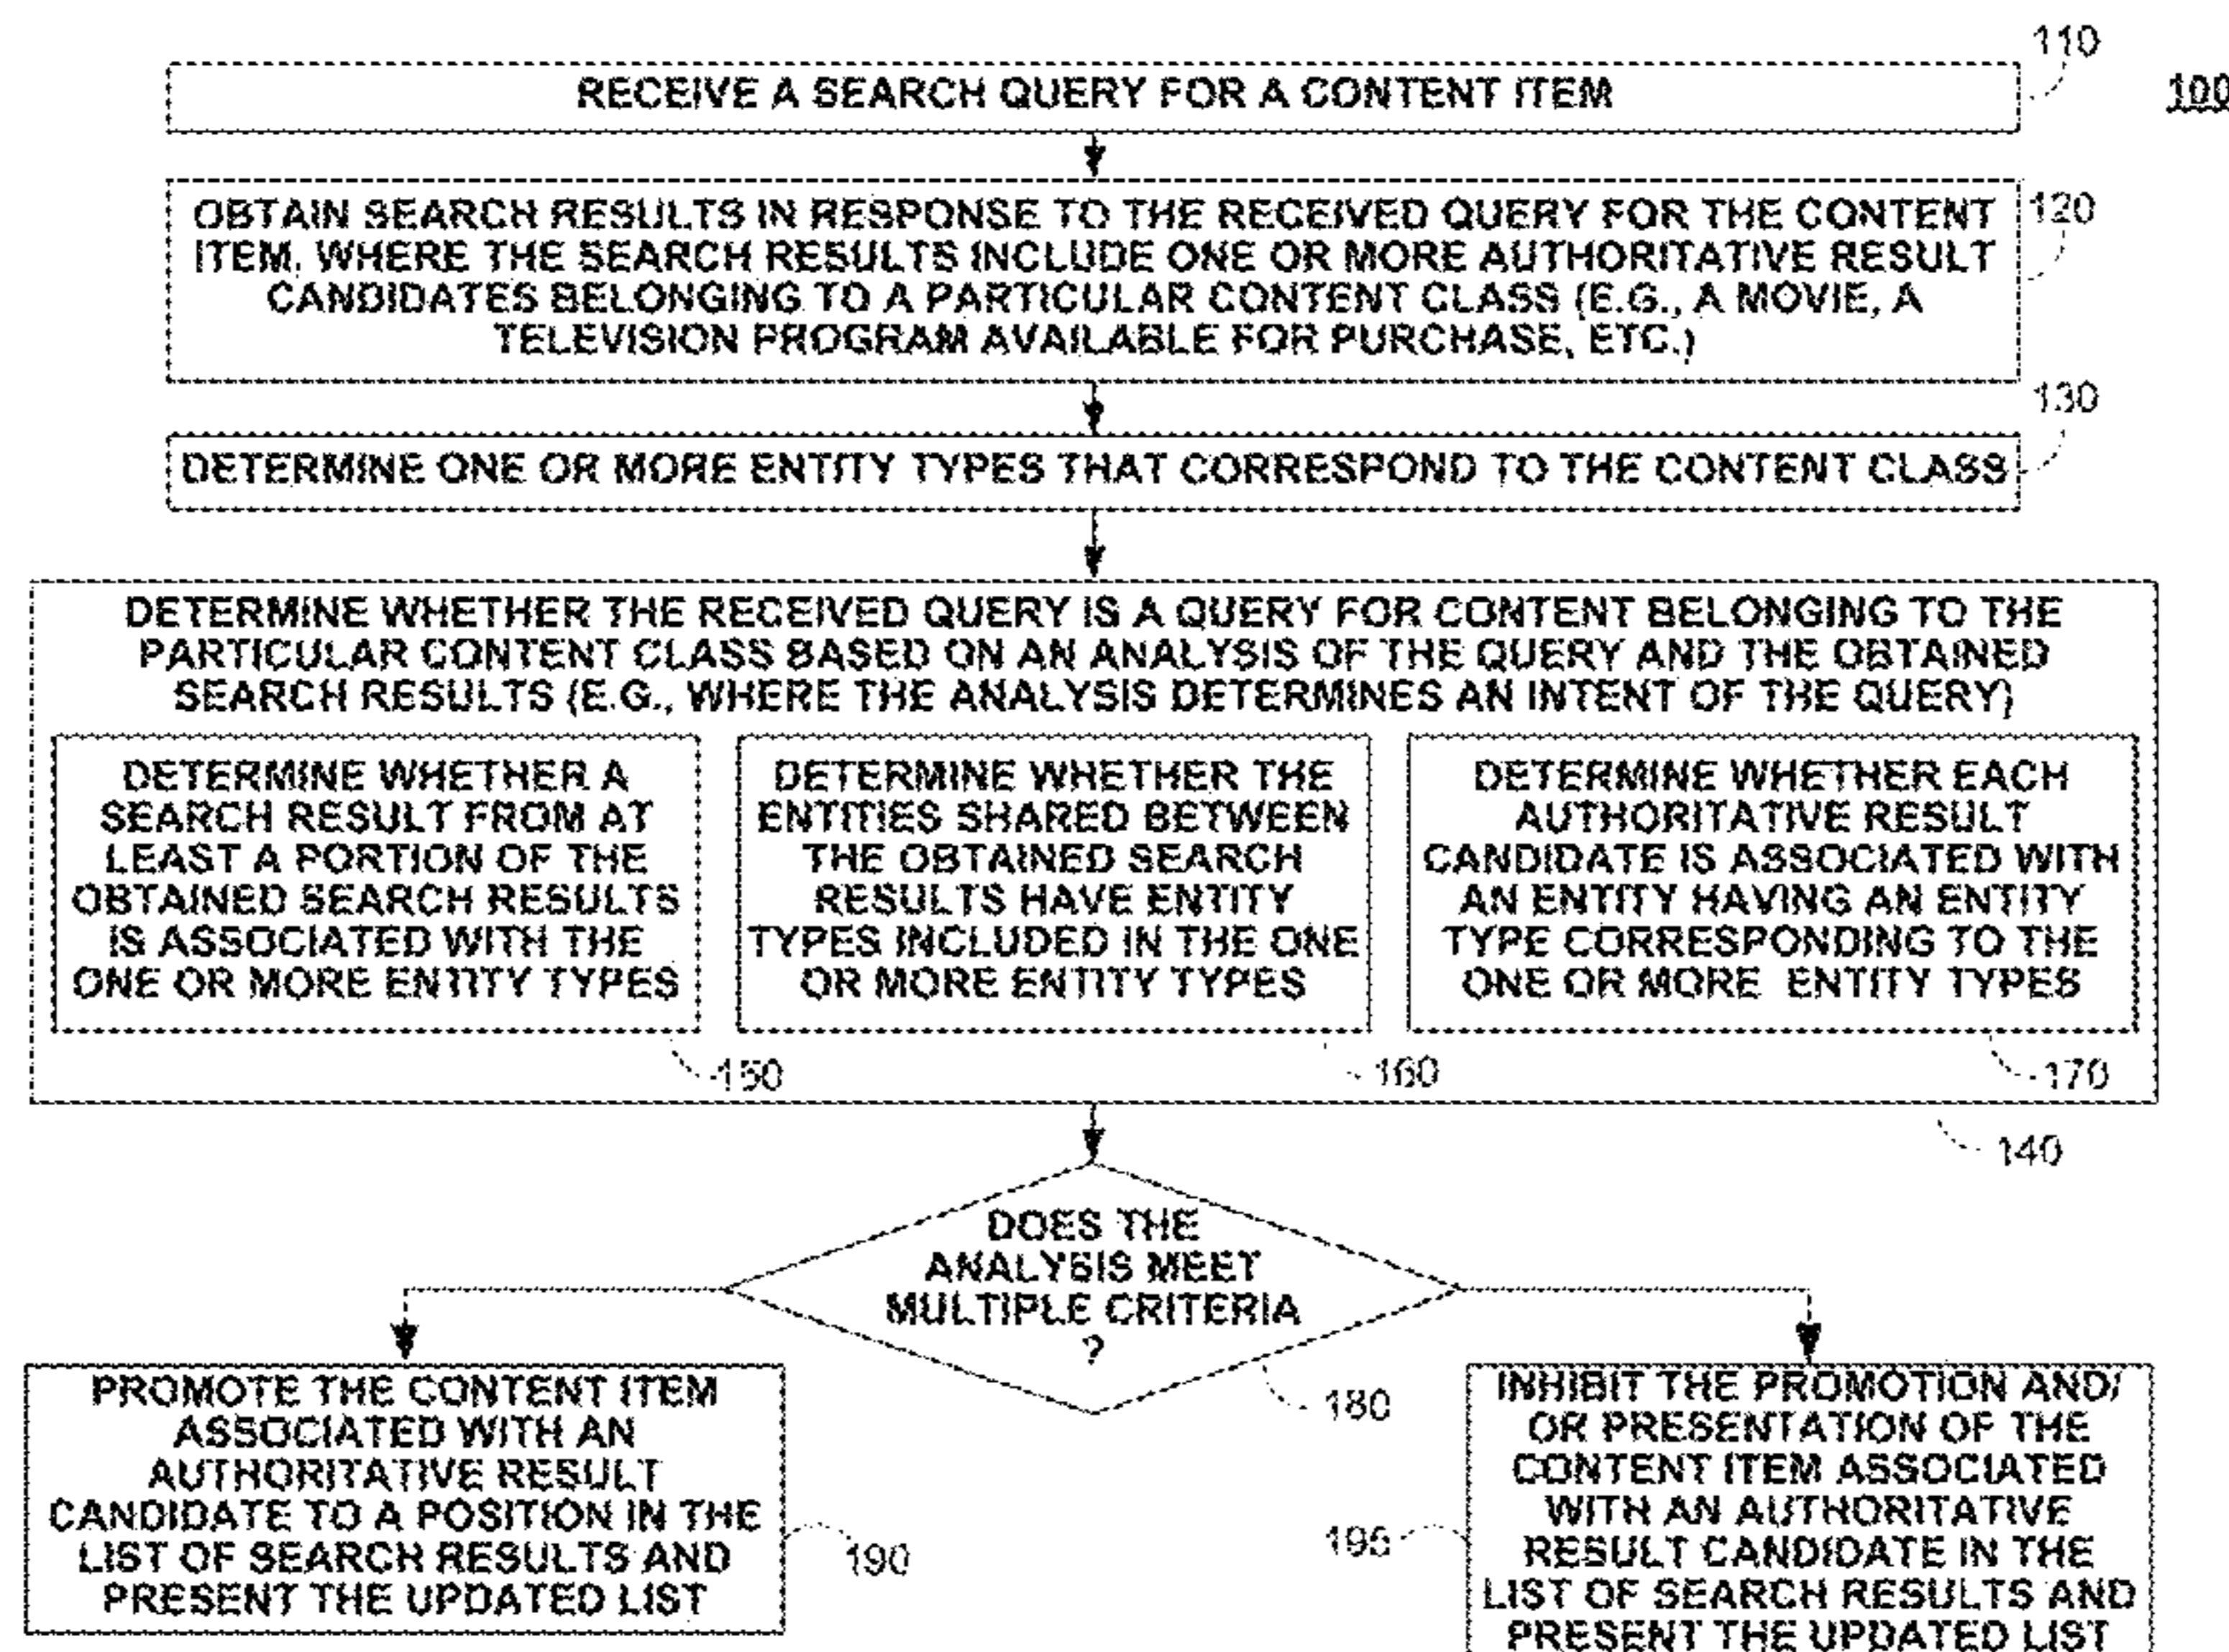 110
100
RECEIVE A SEARCH QUERY FOR A CONTENT ITEM
OBTAIN SEARCH RESULTS IN RESPONSE TO THE RECEIVED QUERY FOR THE CONTENT
ITEM, WHERE THE SEARCH RESULTS INCLUDE ONE OR MORE AUTHORITATIVE RESULT
CANDIDATES BELONGING TO A PARTICULAR CONTENT CLASS (E.G., A MOVIE, A
TELEVISION PROGRAM AVAILABLE FOR PURCHASE, ETC.)
120
130
DETERMINE ONE OR MORE ENTITY TYPES THAT CORRESPOND TO THE CONTENT CLASS
DETERMINE WHETHER THE RECEIVED QUERY IS A QUERY FOR CONTENT BELONGING TO THE
PARTICULAR CONTENT CLASS BASED ON AN ANALYSIS OF THE QUERY AND THE OBTAINED
SEARCH RESULTS (E.G., WHERE THE ANALYSIS DETERMINES AN INTENT OF THE QUERY)
DETERMINE WHETHER A
SEARCH RESULT FROM AT
LEAST A PORTION OF THE
OBTAINED SEARCH RESULTS
IS ASSOCIATED WITH THE
ONE OR MORE ENTITY TYPES
150
DETERMINE WHETHER THE
ENTITIES SHARED BETWEEN
THE OBTAINED SEARCH
RESULTS HAVE ENTITY
TYPES INCLUDED IN THE ONE
OR MORE ENTITY TYPES
160
DETERMINE WHETHER EACH
AUTHORITATIVE RESULT
CANDIDATE IS ASSOCIATED WITH
AN ENTITY HAVING AN ENTITY
TYPE CORRESPONDING TO THE
ONE OR MORE ENTITY TYPES
170
140
DOES THE
ANALYSIS MEET
MULTIPLE CRITERIA
?
180
PROMOTE THE CONTENT ITEM
ASSOCIATED WITH AN
AUTHORITATIVE RESULT
CANDIDATE TO A POSITION IN THE
LIST OF SEARCH RESULTS AND
PRESENT THE UPDATED LIST
190
195
INHIBIT THE PROMOTION AND/
OR PRESENTATION OF THE
CONTENT ITEM ASSOCIATED
WITH AN AUTHORITATIVE
RESULT CANDIDATE IN THE
LIST OF SEARCH RESULTS AND
PRESENT THE UPDATED LIST